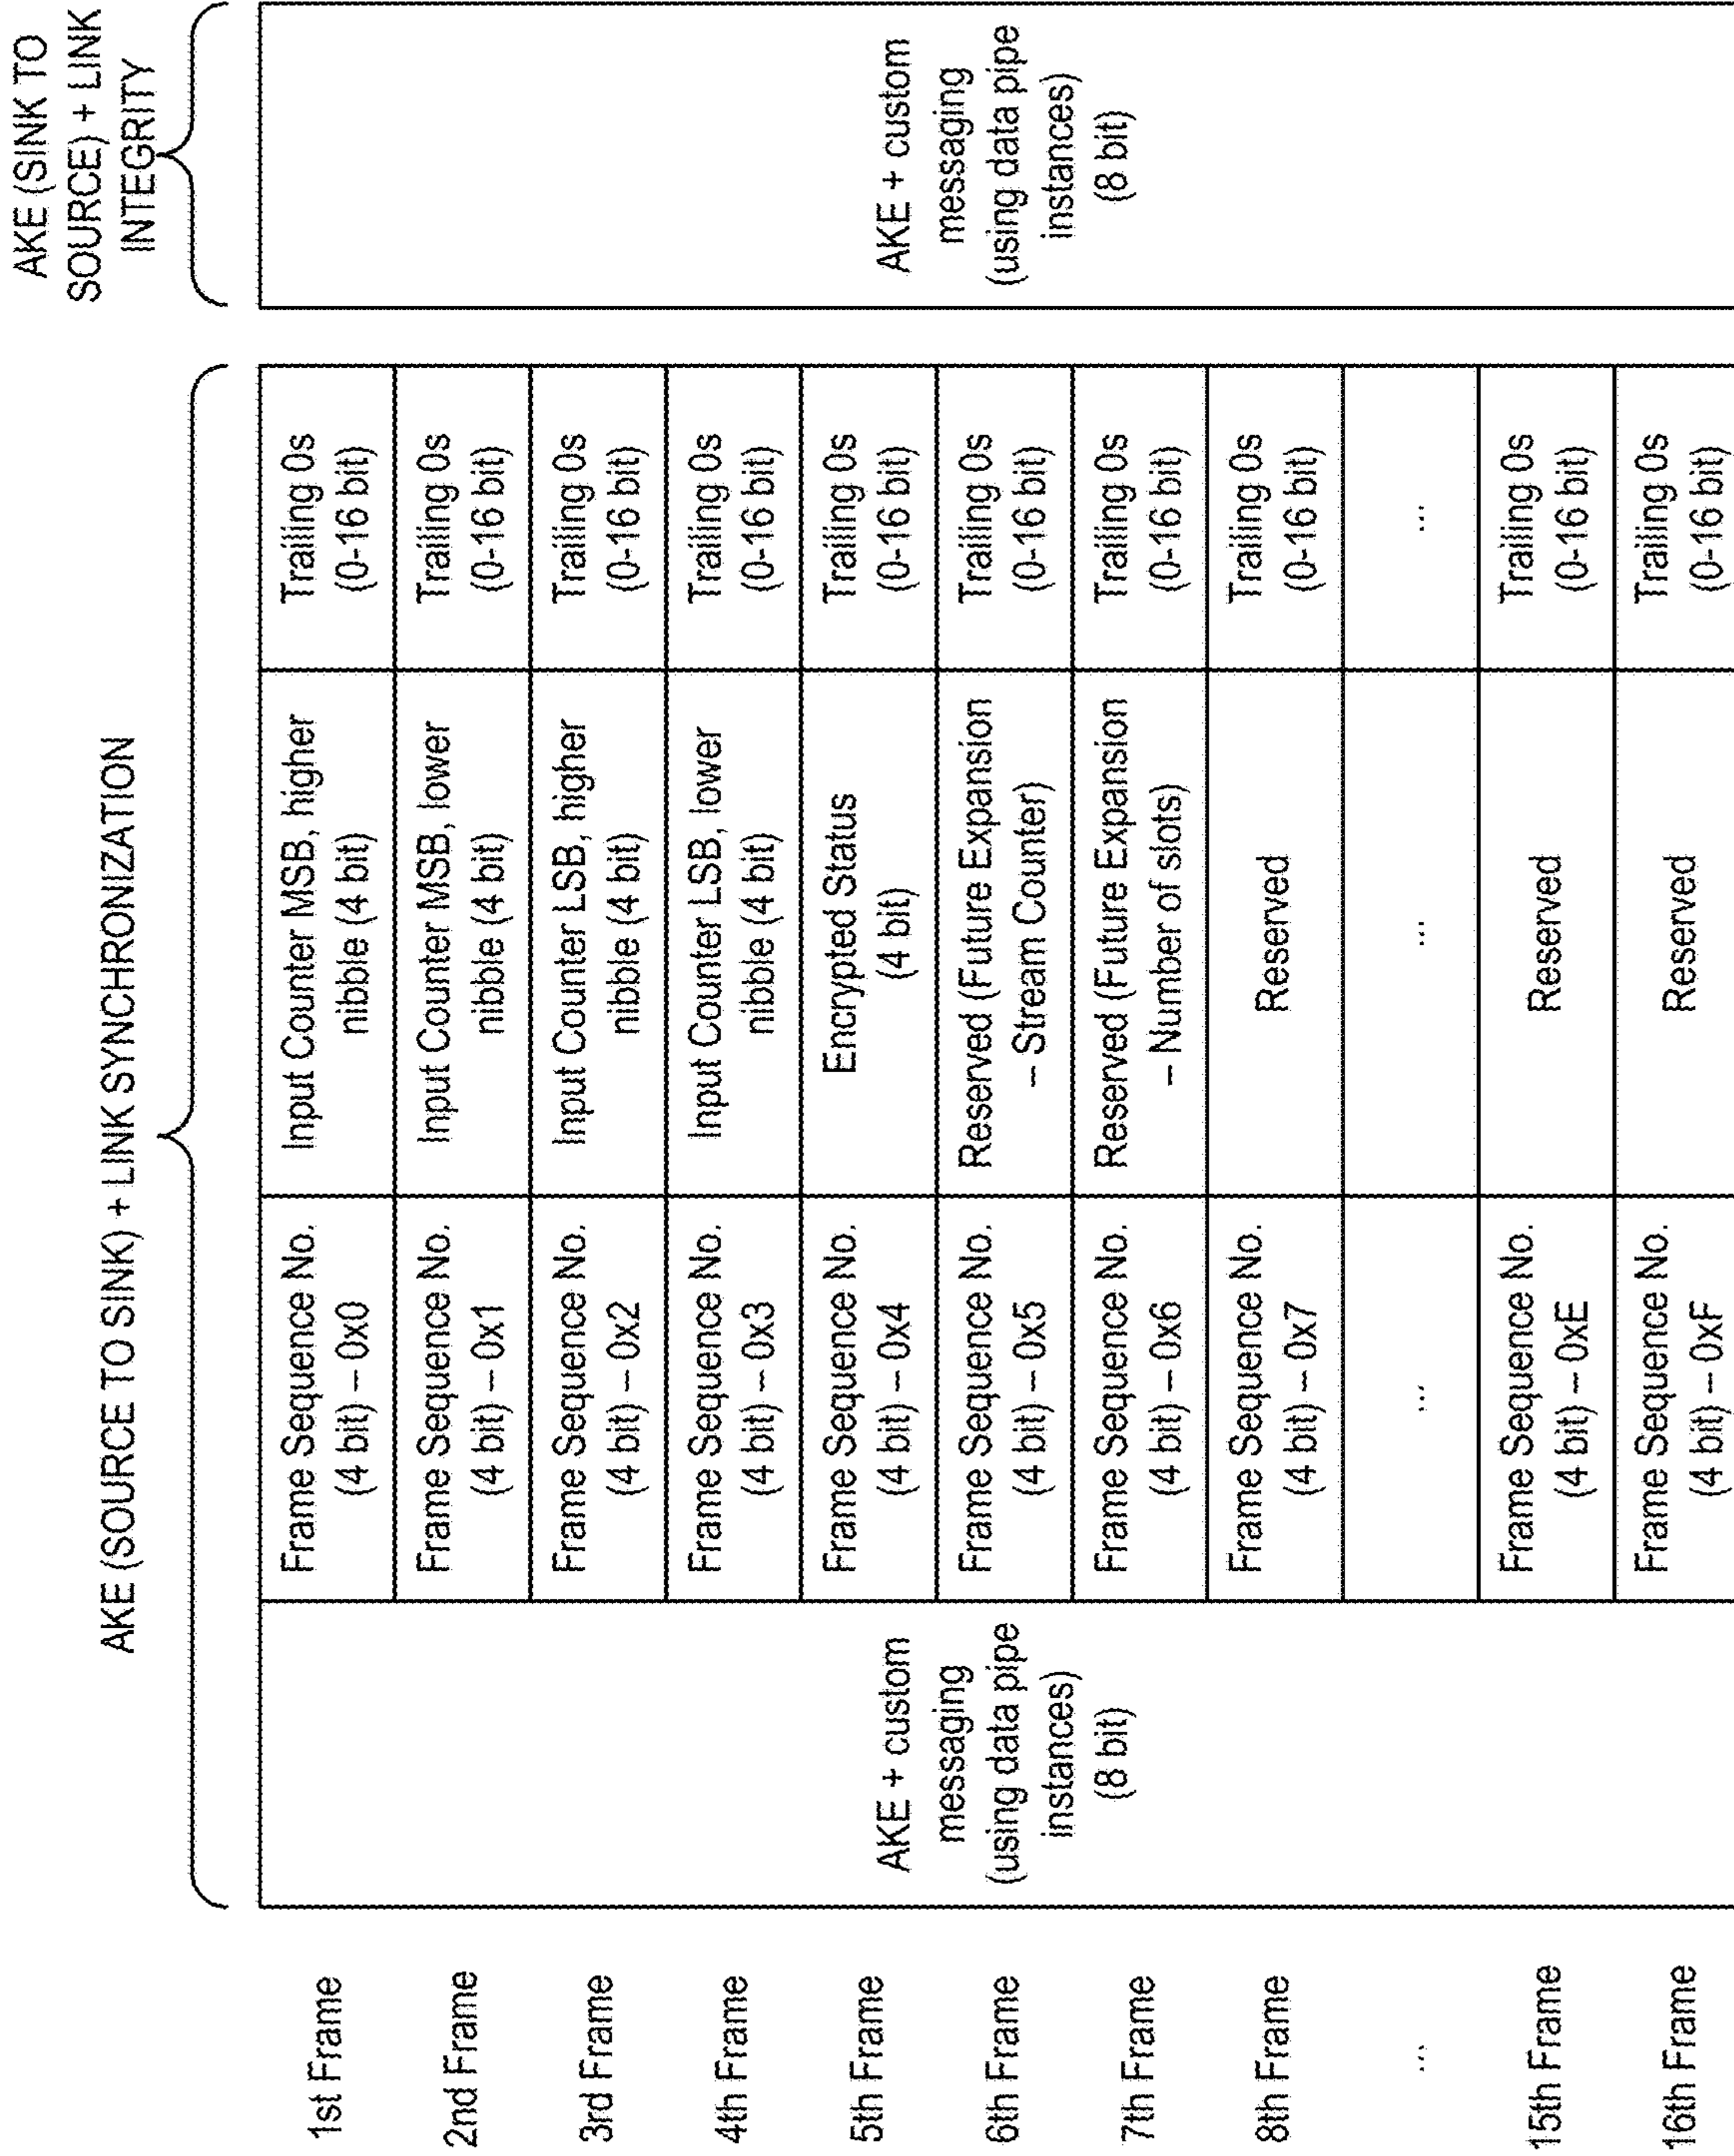 AKE (SOURCE TO SINK) + LINK SYNCHRONIZATION
AKE (SINK TO
SOURCE) + LINK
INTEGRITY
1st Frame
2nd Frame
3rd Frame
4th Frame
5th Frame
6th Frame
7th Frame
8th Frame
...
15th Frame
16th Frame
AKE + custom
messaging
(using data pipe
instances)
(8 bit)
Frame Sequence No.
(4 bit) – 0x0
Input Counter MSB, higher
nibble (4 bit)
Trailing 0s
(0-16 bit)
Frame Sequence No.
(4 bit) – 0x1
Input Counter MSB, lower
nibble (4 bit)
Trailing 0s
(0-16 bit)
Frame Sequence No.
(4 bit) – 0x2
Input Counter LSB, higher
nibble (4 bit)
Trailing 0s
(0-16 bit)
Frame Sequence No.
(4 bit) – 0x3
Input Counter LSB, lower
nibble (4 bit)
Trailing 0s
(0-16 bit)
Frame Sequence No.
(4 bit) – 0x4
Encrypted Status
(4 bit)
Trailing 0s
(0-16 bit)
Frame Sequence No.
(4 bit) – 0x5
Reserved (Future Expansion
– Stream Counter)
Trailing 0s
(0-16 bit)
Frame Sequence No.
(4 bit) – 0x6
Reserved (Future Expansion
– Number of slots)
Trailing 0s
(0-16 bit)
Frame Sequence No.
(4 bit) – 0x7
Reserved
Trailing 0s
(0-16 bit)
...
...
...
Frame Sequence No.
(4 bit) – 0xE
Reserved
Trailing 0s
(0-16 bit)
Frame Sequence No.
(4 bit) – 0xF
Reserved
Trailing 0s
(0-16 bit)
AKE + custom
messaging
(using data pipe
instances)
(8 bit)